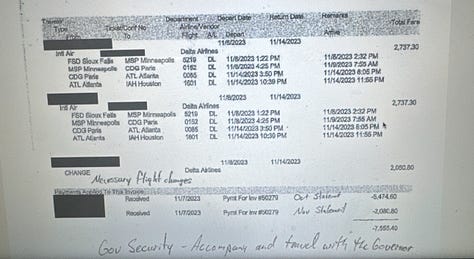 Department Depart Date Return Date Remarks
Type Ticket/Conf No. Airline/Vendor Total Fare
Flight A/L Depart Arrive
11/8/2023 11/14/2023 2,737.30
Intl Air Delta Airlines
FSD Sioux Falls MSP Minneapolis 5219 DL 11/8/2023 1:22 PM 11/8/2023 2:32 PM
MSP Minneapolis CDG Paris 0162 DL 11/8/2023 4:25 PM 11/9/2023 7:55 AM
CDG Paris ATL Atlanta 0085 DL 11/14/2023 3:50 PM 11/14/2023 8:05 PM
ATL Atlanta IAH Houston 1601 DL 11/14/2023 10:39 PM 11/14/2023 11:55 PM
11/8/2023 11/14/2023 2,737.30
Intl Air Delta Airlines
FSD Sioux Falls MSP Minneapolis 5219 DL 11/8/2023 1:22 PM 11/8/2023 2:32 PM
MSP Minneapolis CDG Paris 0152 DL 11/8/2023 4:25 PM 11/9/2023 7:55 AM
CDG Paris ATL Atlanta 0085 DL 11/14/2023 3:50 PM 11/14/2023 8:05 PM
ATL Atlanta IAH Houston 1601 DL 11/14/2023 10:30 PM 11/14/2023 11:55 PM
11/8/2023 11/14/2023
CHANGE Delta Airlines 2,080.80
Necessary flight changes
Payments Applied To This Invoice
Received 11/7/2023 Pymt For Inv #50279 Oct Statement -5,474.60
Received 11/7/2023 Pymt For Inv #50279 Nov Statement -2,080.80
-7,555.40
Gov Security - Accompany and travel with the Governor